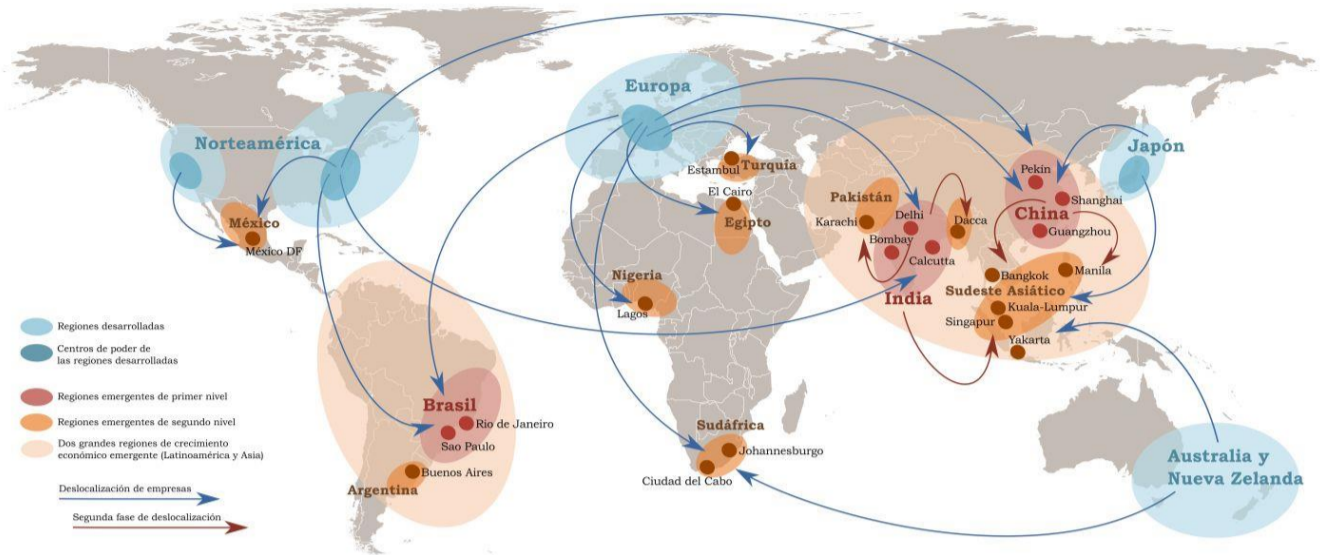 Europa
Norteamérica
Japón
Turquía
Estambul
Pekín
El Cairo
Pakistán
Shanghai
México
Egipto
Karachi
Delhi
Dacca
China
Guangzhou
México DF
Bombay
Calcutta
Nigeria
Bangkok
Manila
Sudeste Asiático
India
Lagos
Kuala-Lumpur
Singapur
Yakarta
Regiones desarrolladas
Centros de poder de
las regiones desarrolladas
Regiones emergentes de primer nivel
Regiones emergentes de segundo nivel
Dos grandes regiones de crecimiento
económico emergente (Latinoamérica y Asia)
Deslocalización de empresas
Segunda fase de deslocalización
Brasil
Rio de Janeiro
Sao Paulo
Buenos Aires
Argentina
Sudáfrica
Johannesburgo
Ciudad del Cabo
Australia y
Nueva Zelanda